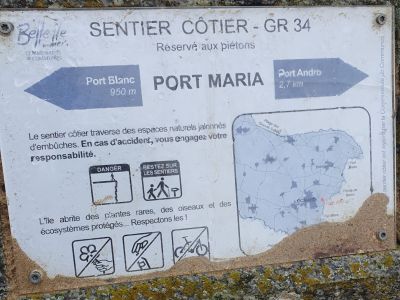 Belle île
en mer
SENTIER CÔTIER - GR 34
Réservé aux piétons
Port Blanc
950 m
PORT MARIA
Port Andro
2,7 km
Le sentier côtier traverse des espaces naturels jalonnés
d'embûches. En cas d'accident, vous engagez votre
responsabilité.
DANGER
RESTEZ SUR
LES SENTIERS
L'île abrite des plantes rares, des oiseaux et des
écosystèmes protégés... Respectons les !